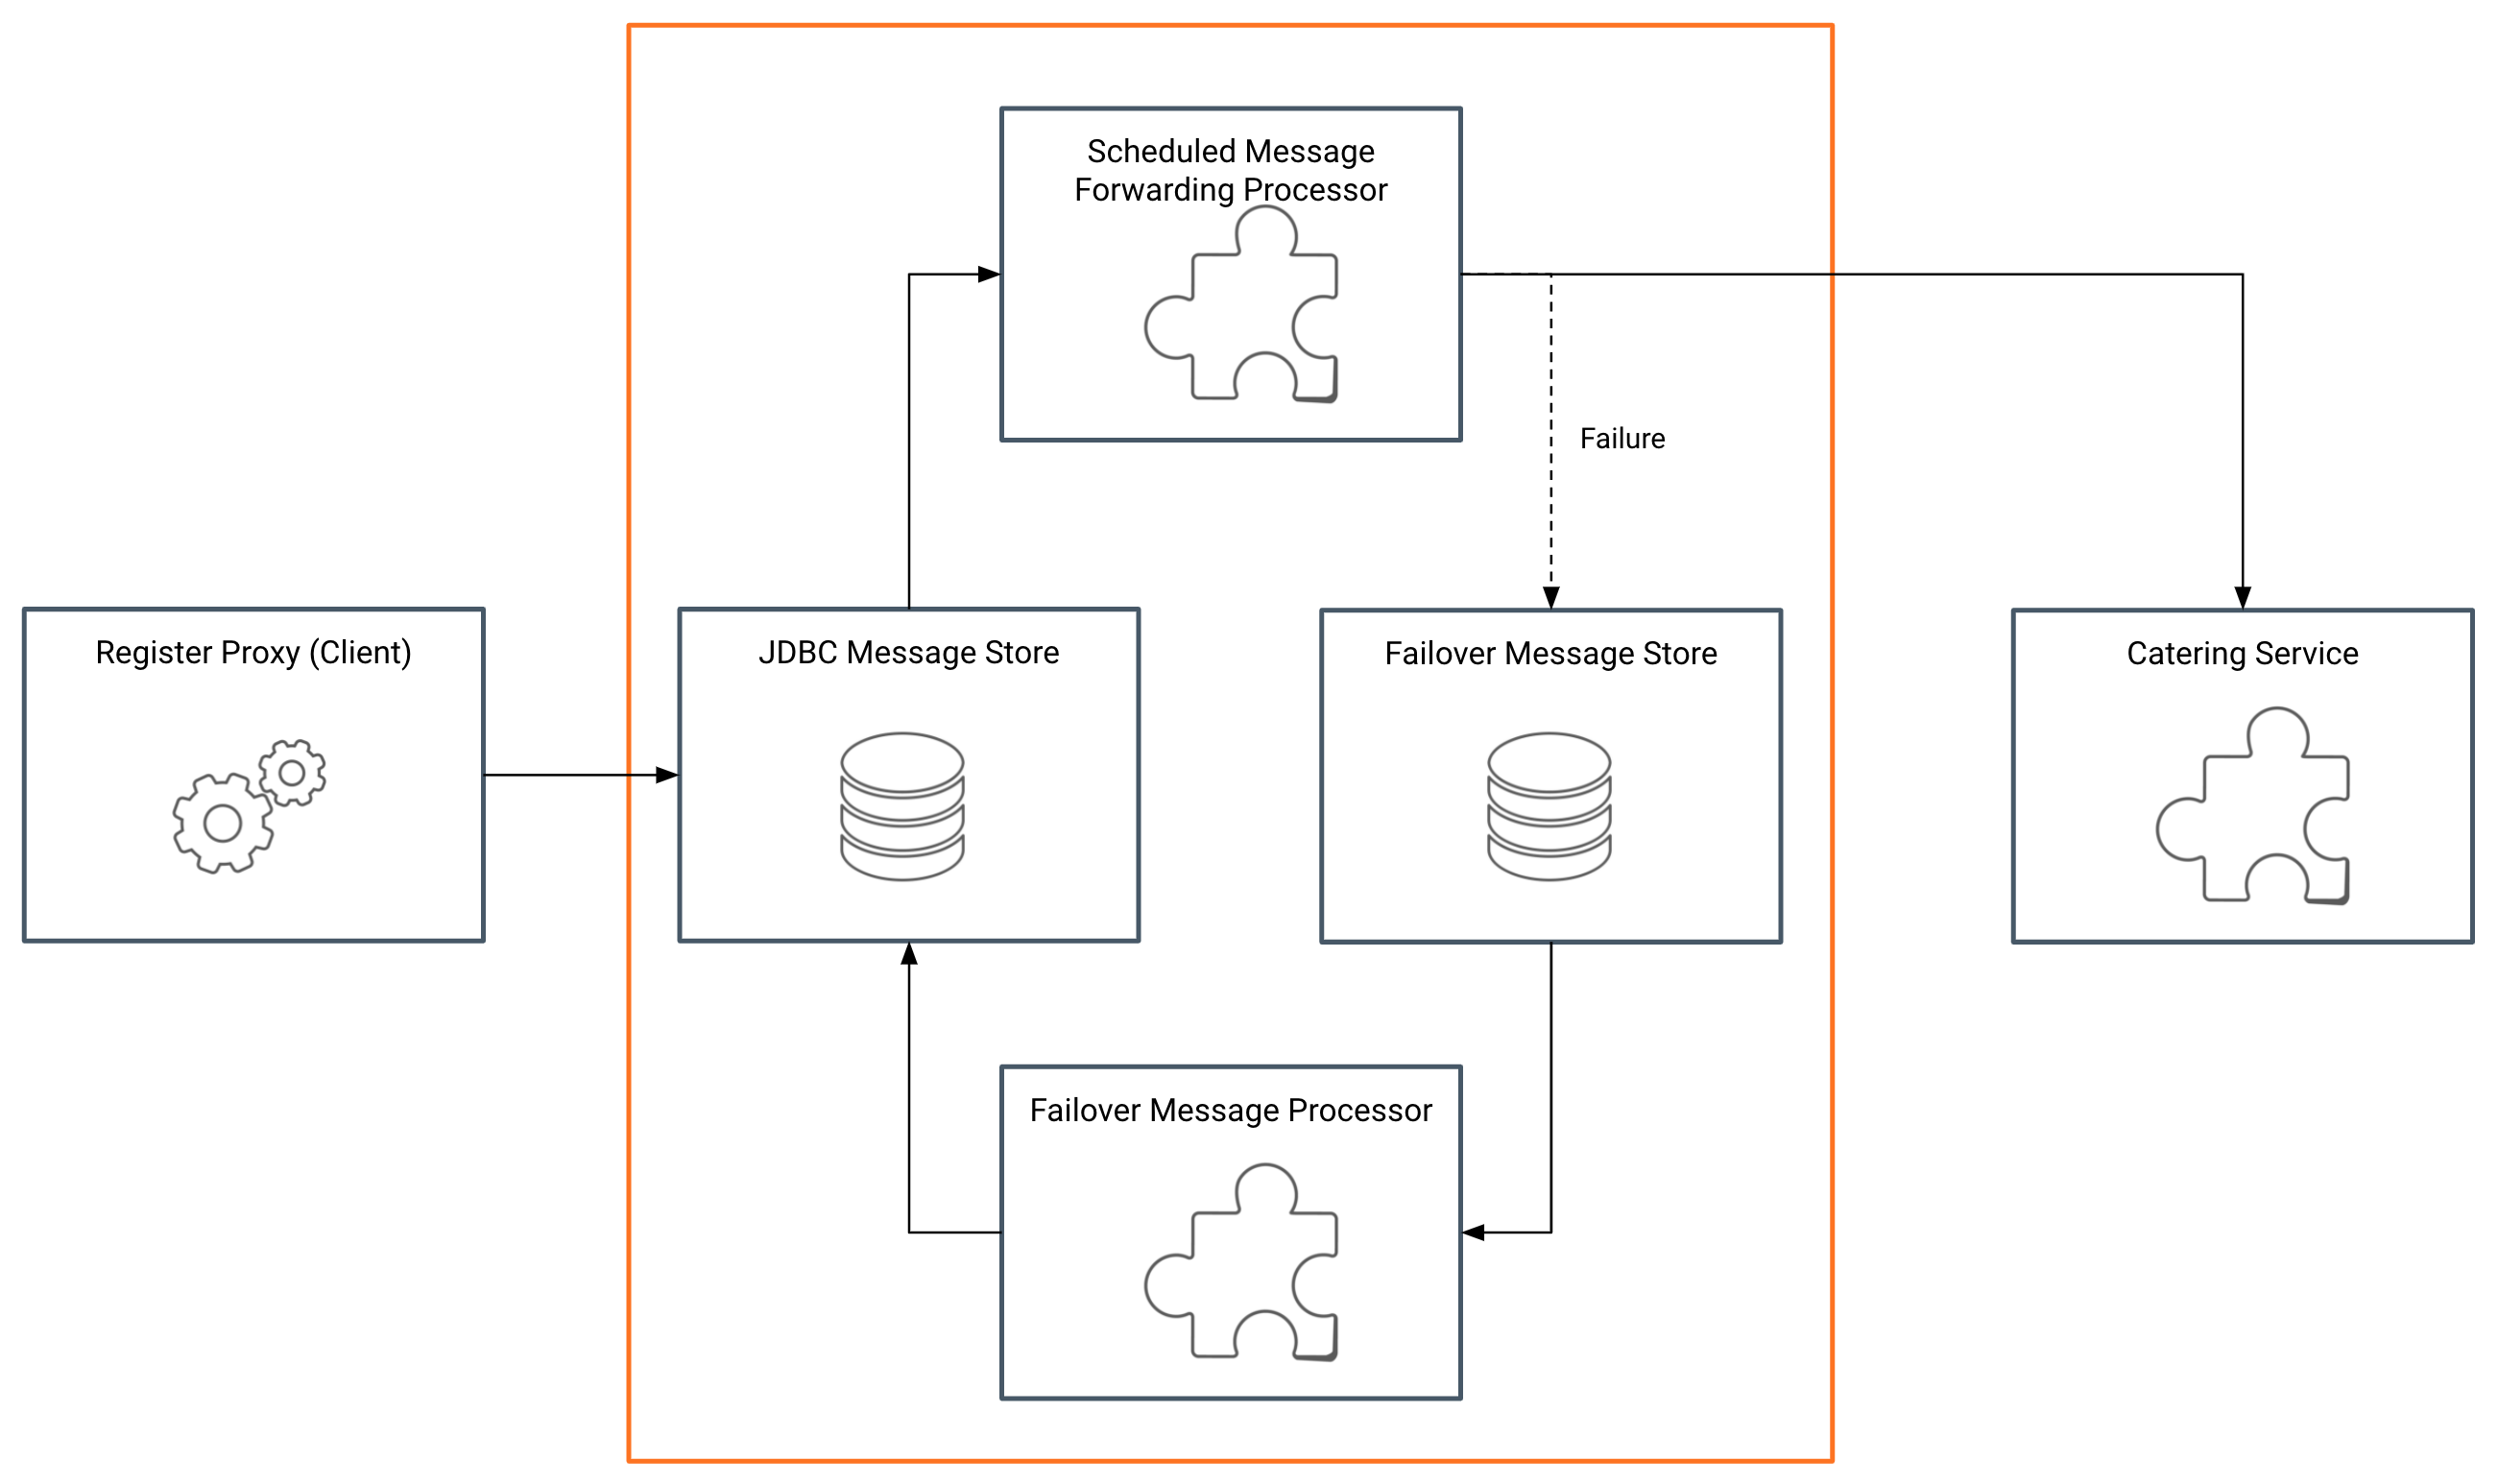 Scheduled Message
Forwarding Processor
Failure
Register Proxy (Client)
JDBC Message Store
Failover Message Store
Catering Service
Failover Message Processor